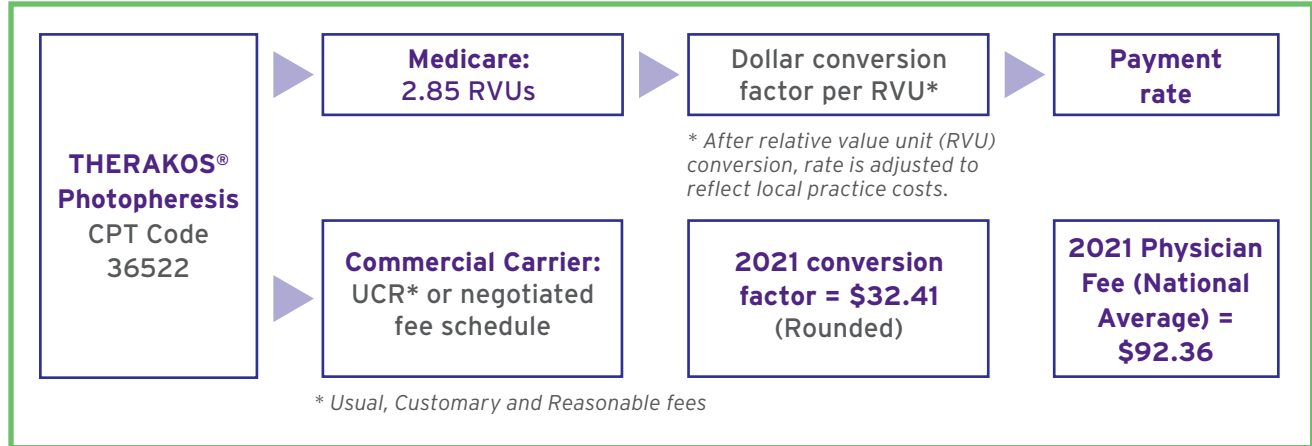 THERAKOS®
Photopheresis
CPT Code
36522
Medicare:
2.85 RVUs
Dollar conversion
factor per RVU*
Payment
rate
* After relative value unit (RVU)
conversion, rate is adjusted to
reflect local practice costs.
Commercial Carrier:
UCR* or negotiated
fee schedule
2021 conversion
factor = $32.41
(Rounded)
2021 Physician
Fee (National
Average) =
$92.36
* Usual, Customary and Reasonable fees